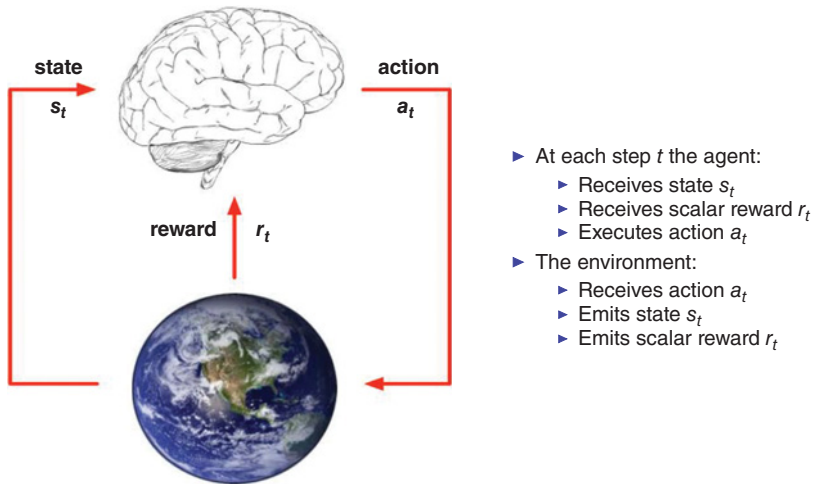 state
s_t
action
a_t
reward r_t
► At each step t the agent:
► Receives state s_t
► Receives scalar reward r_t
► Executes action a_t
► The environment:
► Receives action a_t
► Emits state s_t
► Emits scalar reward r_t